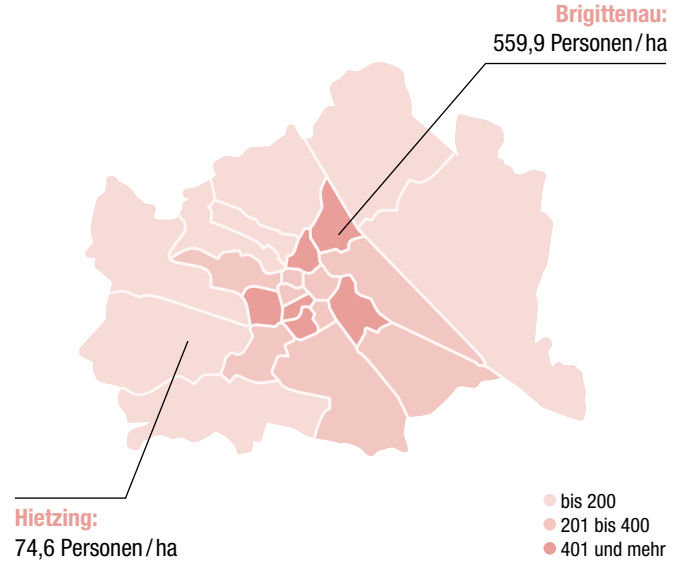 Brigittenau:
559,9 Personen/ha
Hietzing:
74,6 Personen/ha
bis 200
201 bis 400
401 und mehr